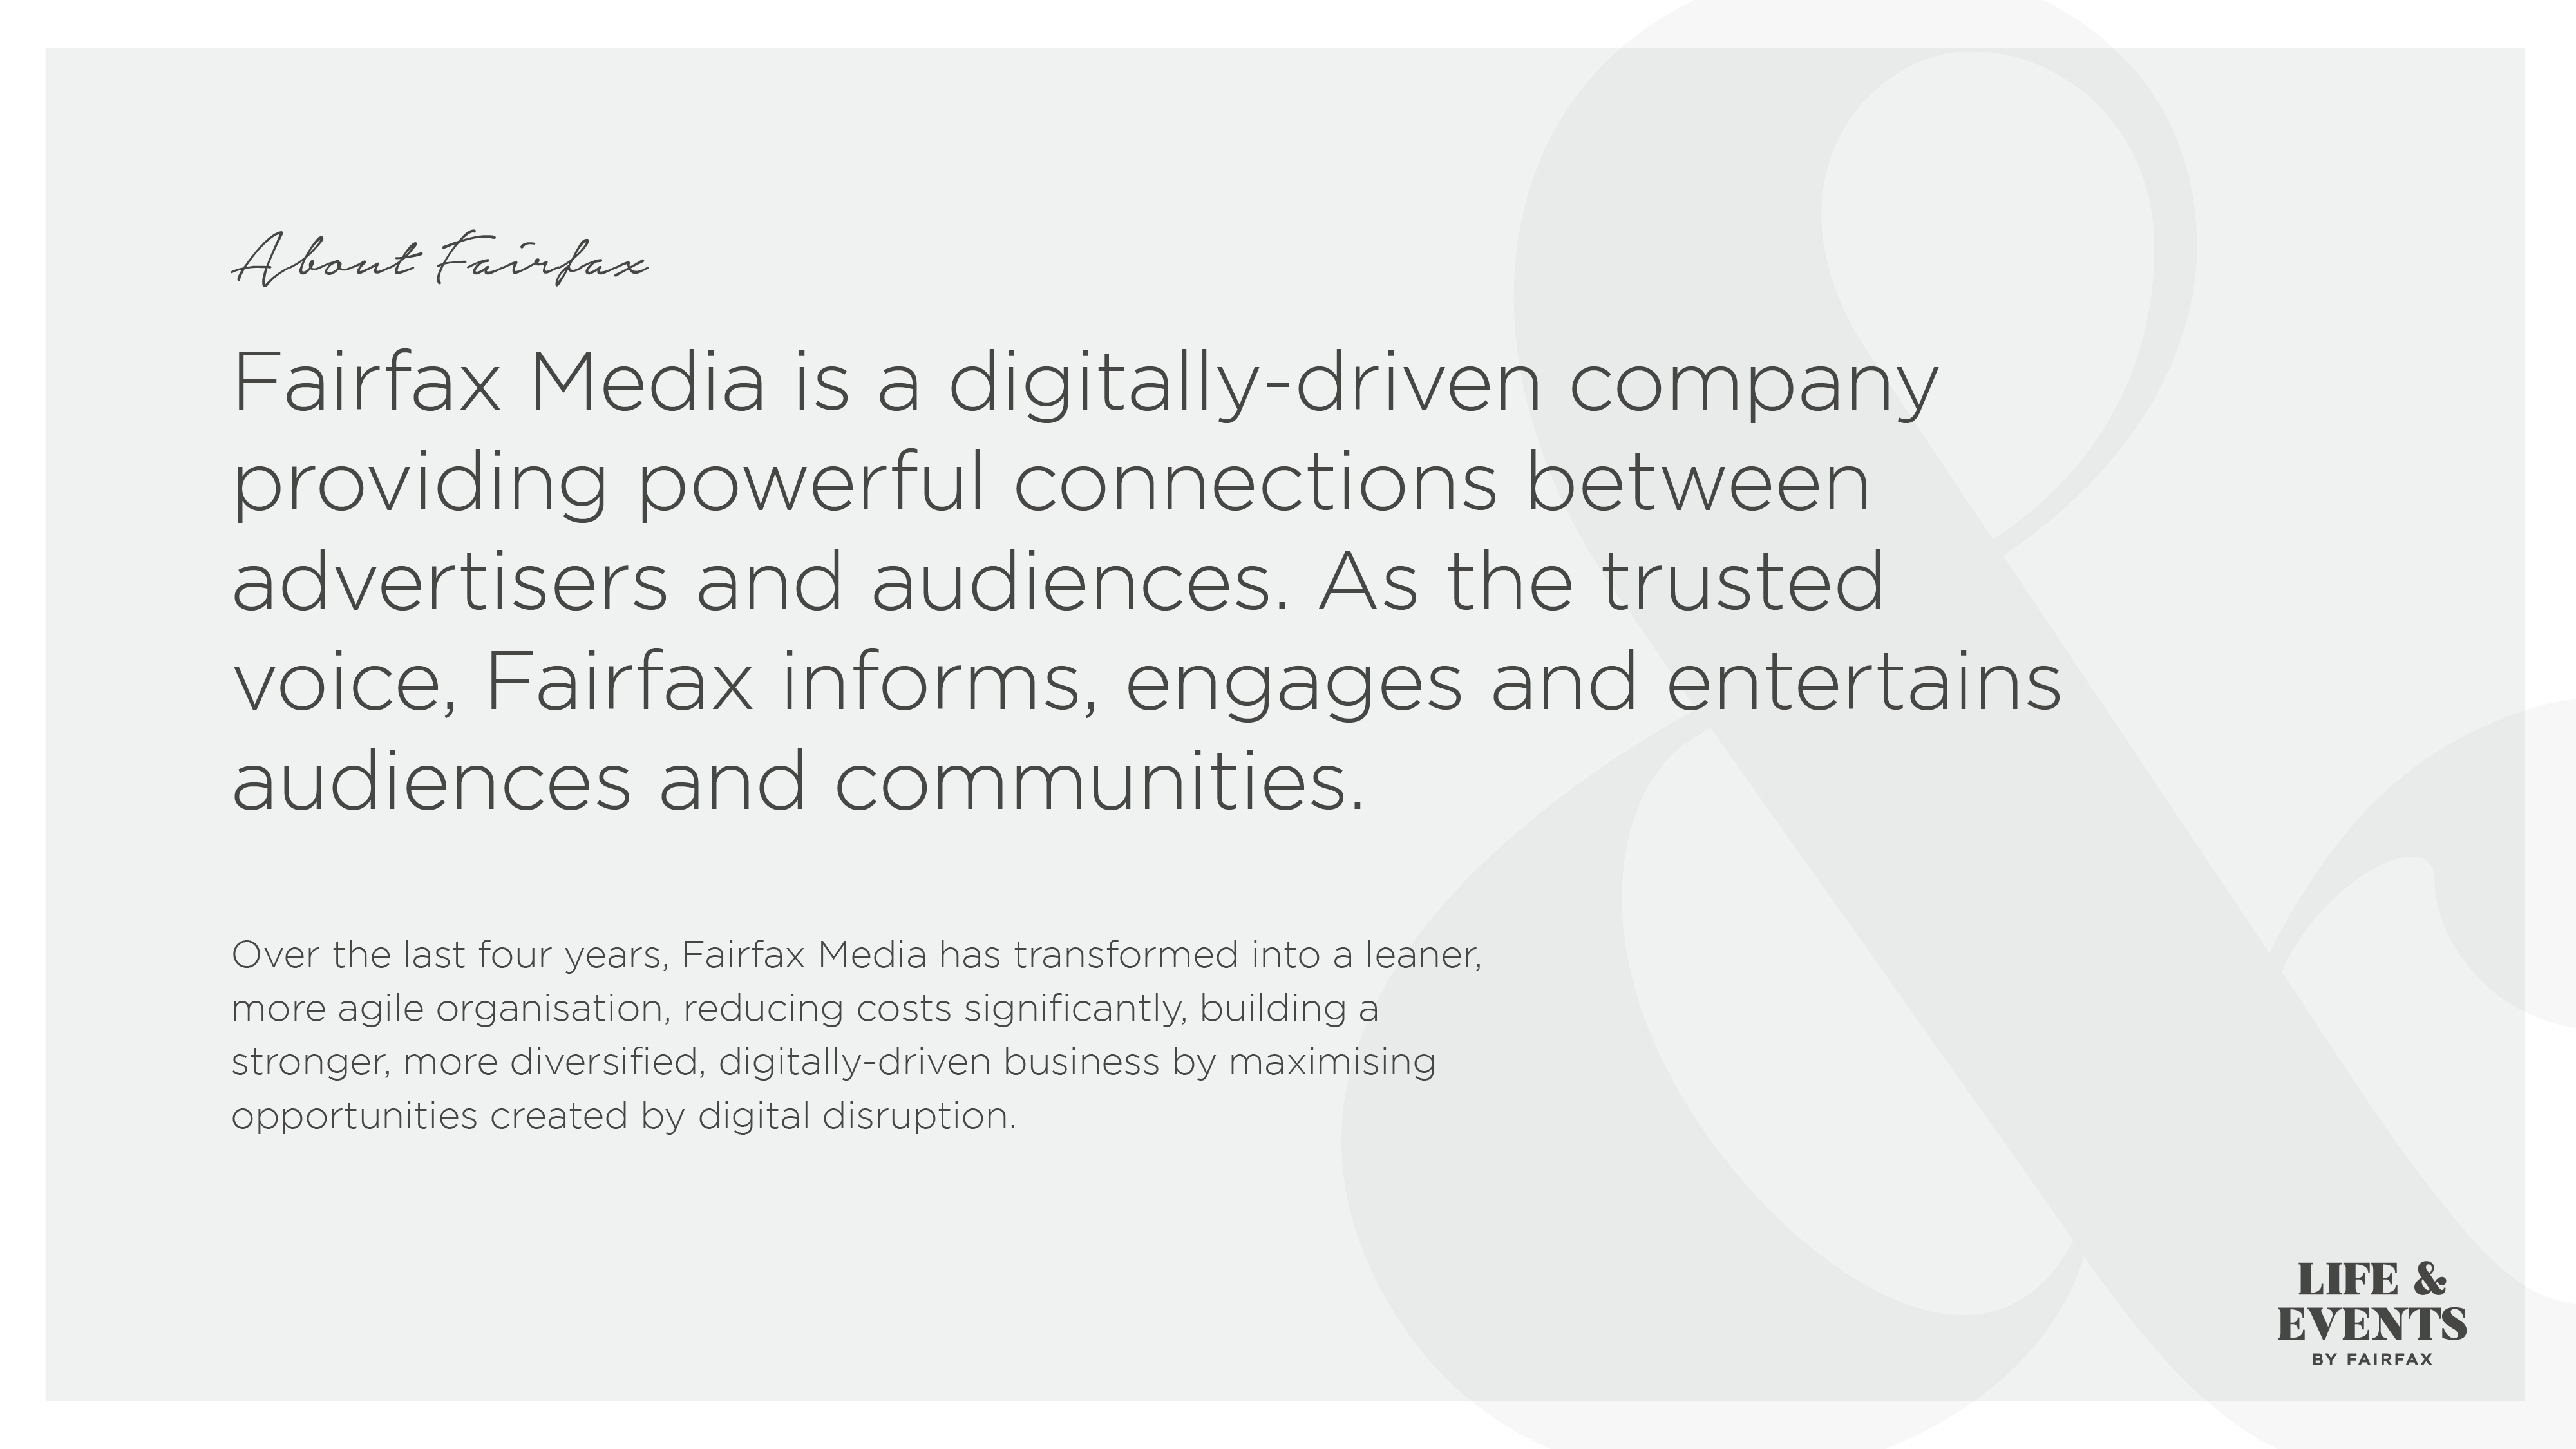 About Fairfax
Fairfax Media is a digitally-driven company
providing powerful connections between
advertisers and audiences. As the trusted
voice, Fairfax informs, engages and entertains
audiences and communities.
Over the last four years, Fairfax Media has transformed into a leaner,
more agile organisation, reducing costs significantly, building a
stronger, more diversified, digitally-driven business by maximising
opportunities created by digital disruption.
&
LIFE &
EVENTS
BY FAIRFAX